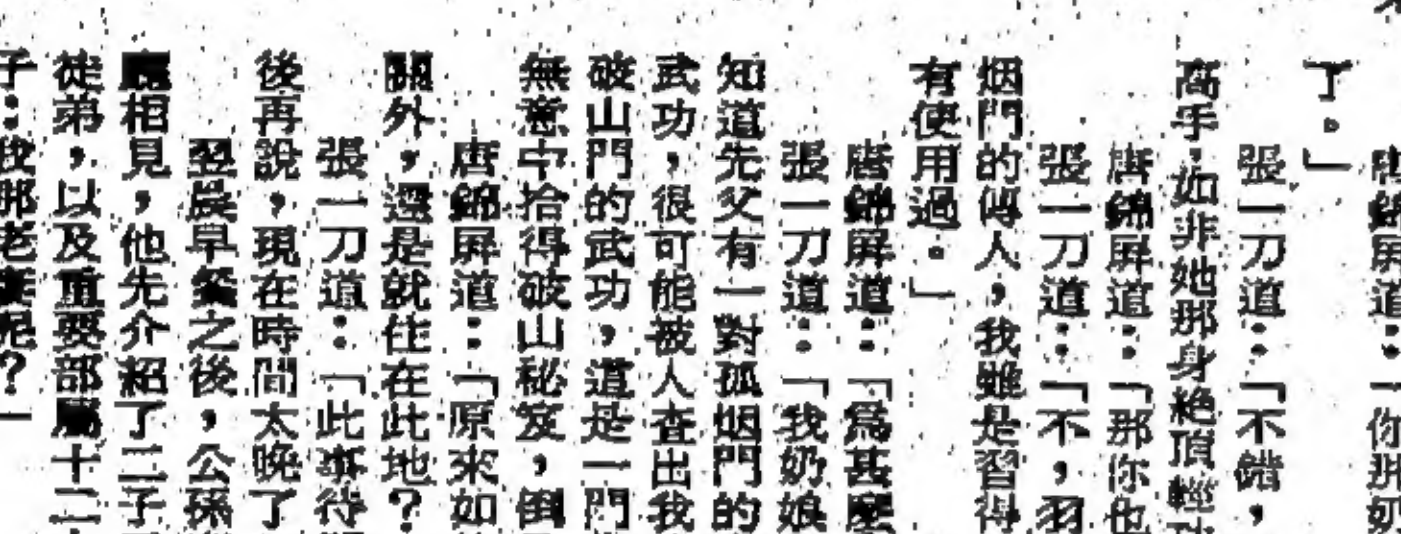 唐錦屏道：「你那奶
了。」
張一刀道：「不錯，
高手，如非她那身絶頂輕功
唐錦屏道：「那你也
張一刀道：「不，羽
烟門的傳人，我雖是習得
有使用過。」
唐錦屏道：「爲甚麼
張一刀道：「我奶娘
知道先父有一對孤烟門的
武功，很可能被人查出我
破山門的武功，道是一門
無意中拾得破山秘笈，倒
唐錦屏道：「原來如
關外，還是就住在此地？
張一刀道：「此事待
後再說，現在時間太晚了
翌晨早餐之後，公孫
廳相見，他先介紹了二子
徒弟，以及重要部屬十二
子：我那老妻呢？」